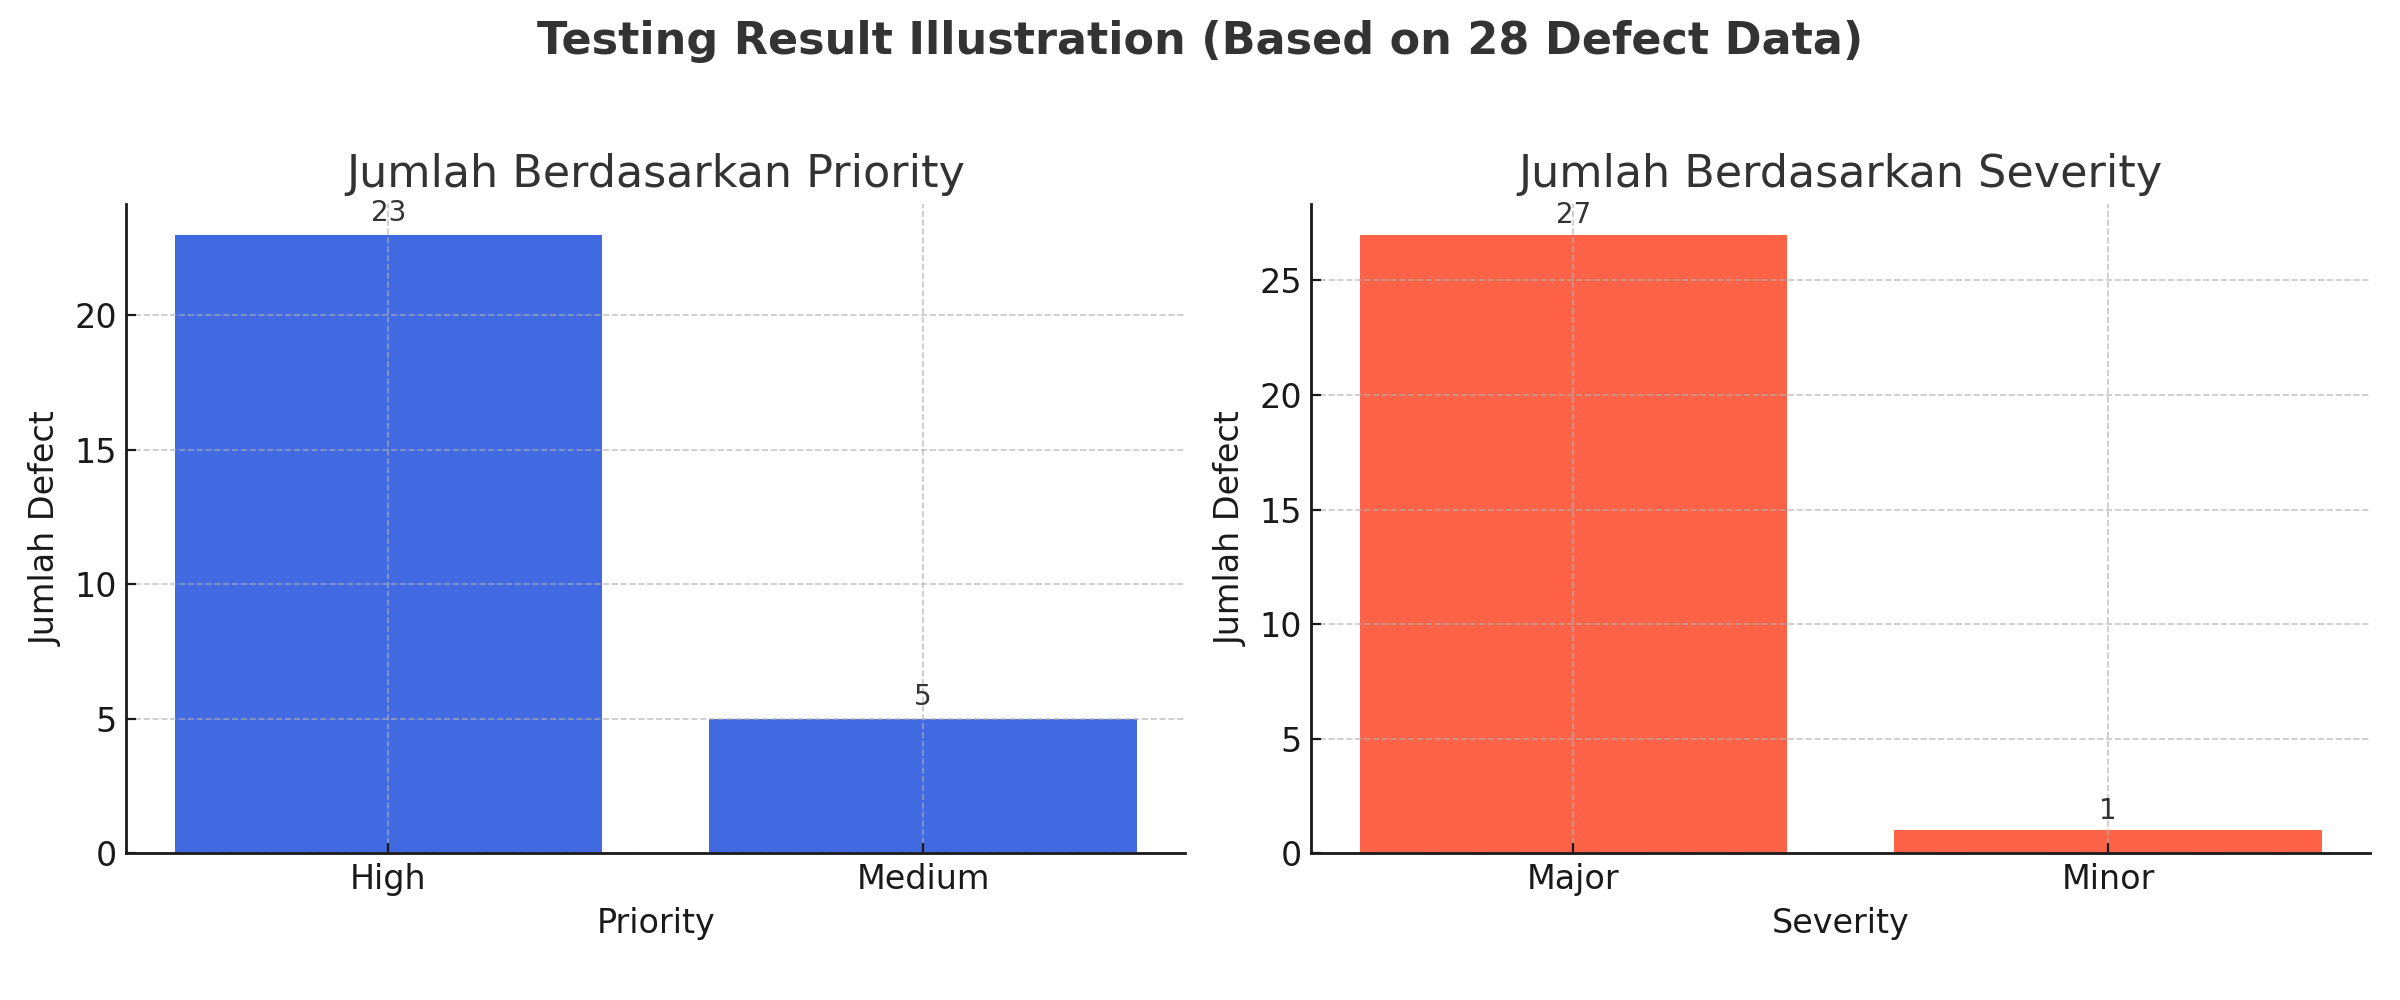 Testing Result Illustration (Based on 28 Defect Data)
Jumlah Berdasarkan Priority
23
20
15
10
5
0
5
Jumlah Defect
High
Medium
Priority
Jumlah Berdasarkan Severity
27
25
20
15
10
5
0
1
Jumlah Defect
Major
Minor
Severity